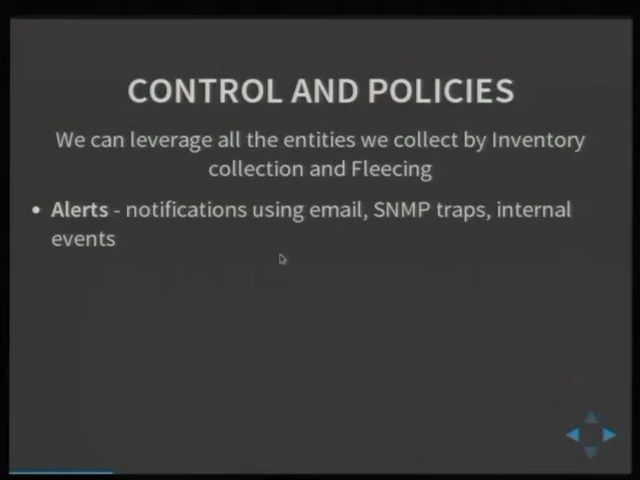 CONTROL AND POLICIES
We can leverage all the entities we collect by Inventory
collection and Fleecing
• Alerts - notifications using email, SNMP traps, internal
events